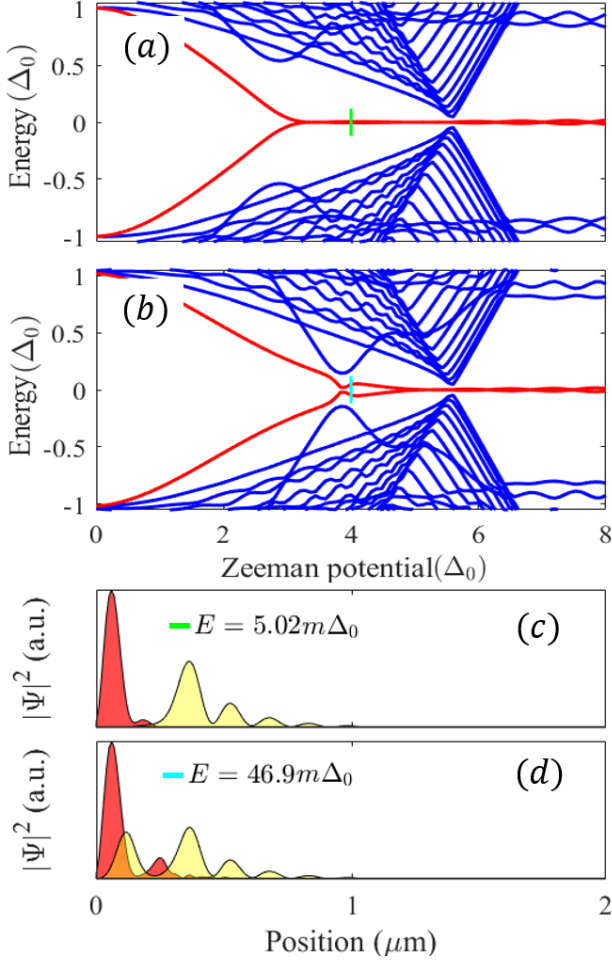 1
0.5
0
-0.5
-1
Energy (Δ₀)
(a)
1
0.5
0
-0.5
-1
Energy(Δ₀)
(b)
0 2 4 6 8
Zeeman potential(Δ₀)
|Ψ|² (a.u.)
E = 5.02mΔ₀
(c)
|Ψ|² (a.u.)
E = 46.9mΔ₀
(d)
0 1 2
Position (μm)